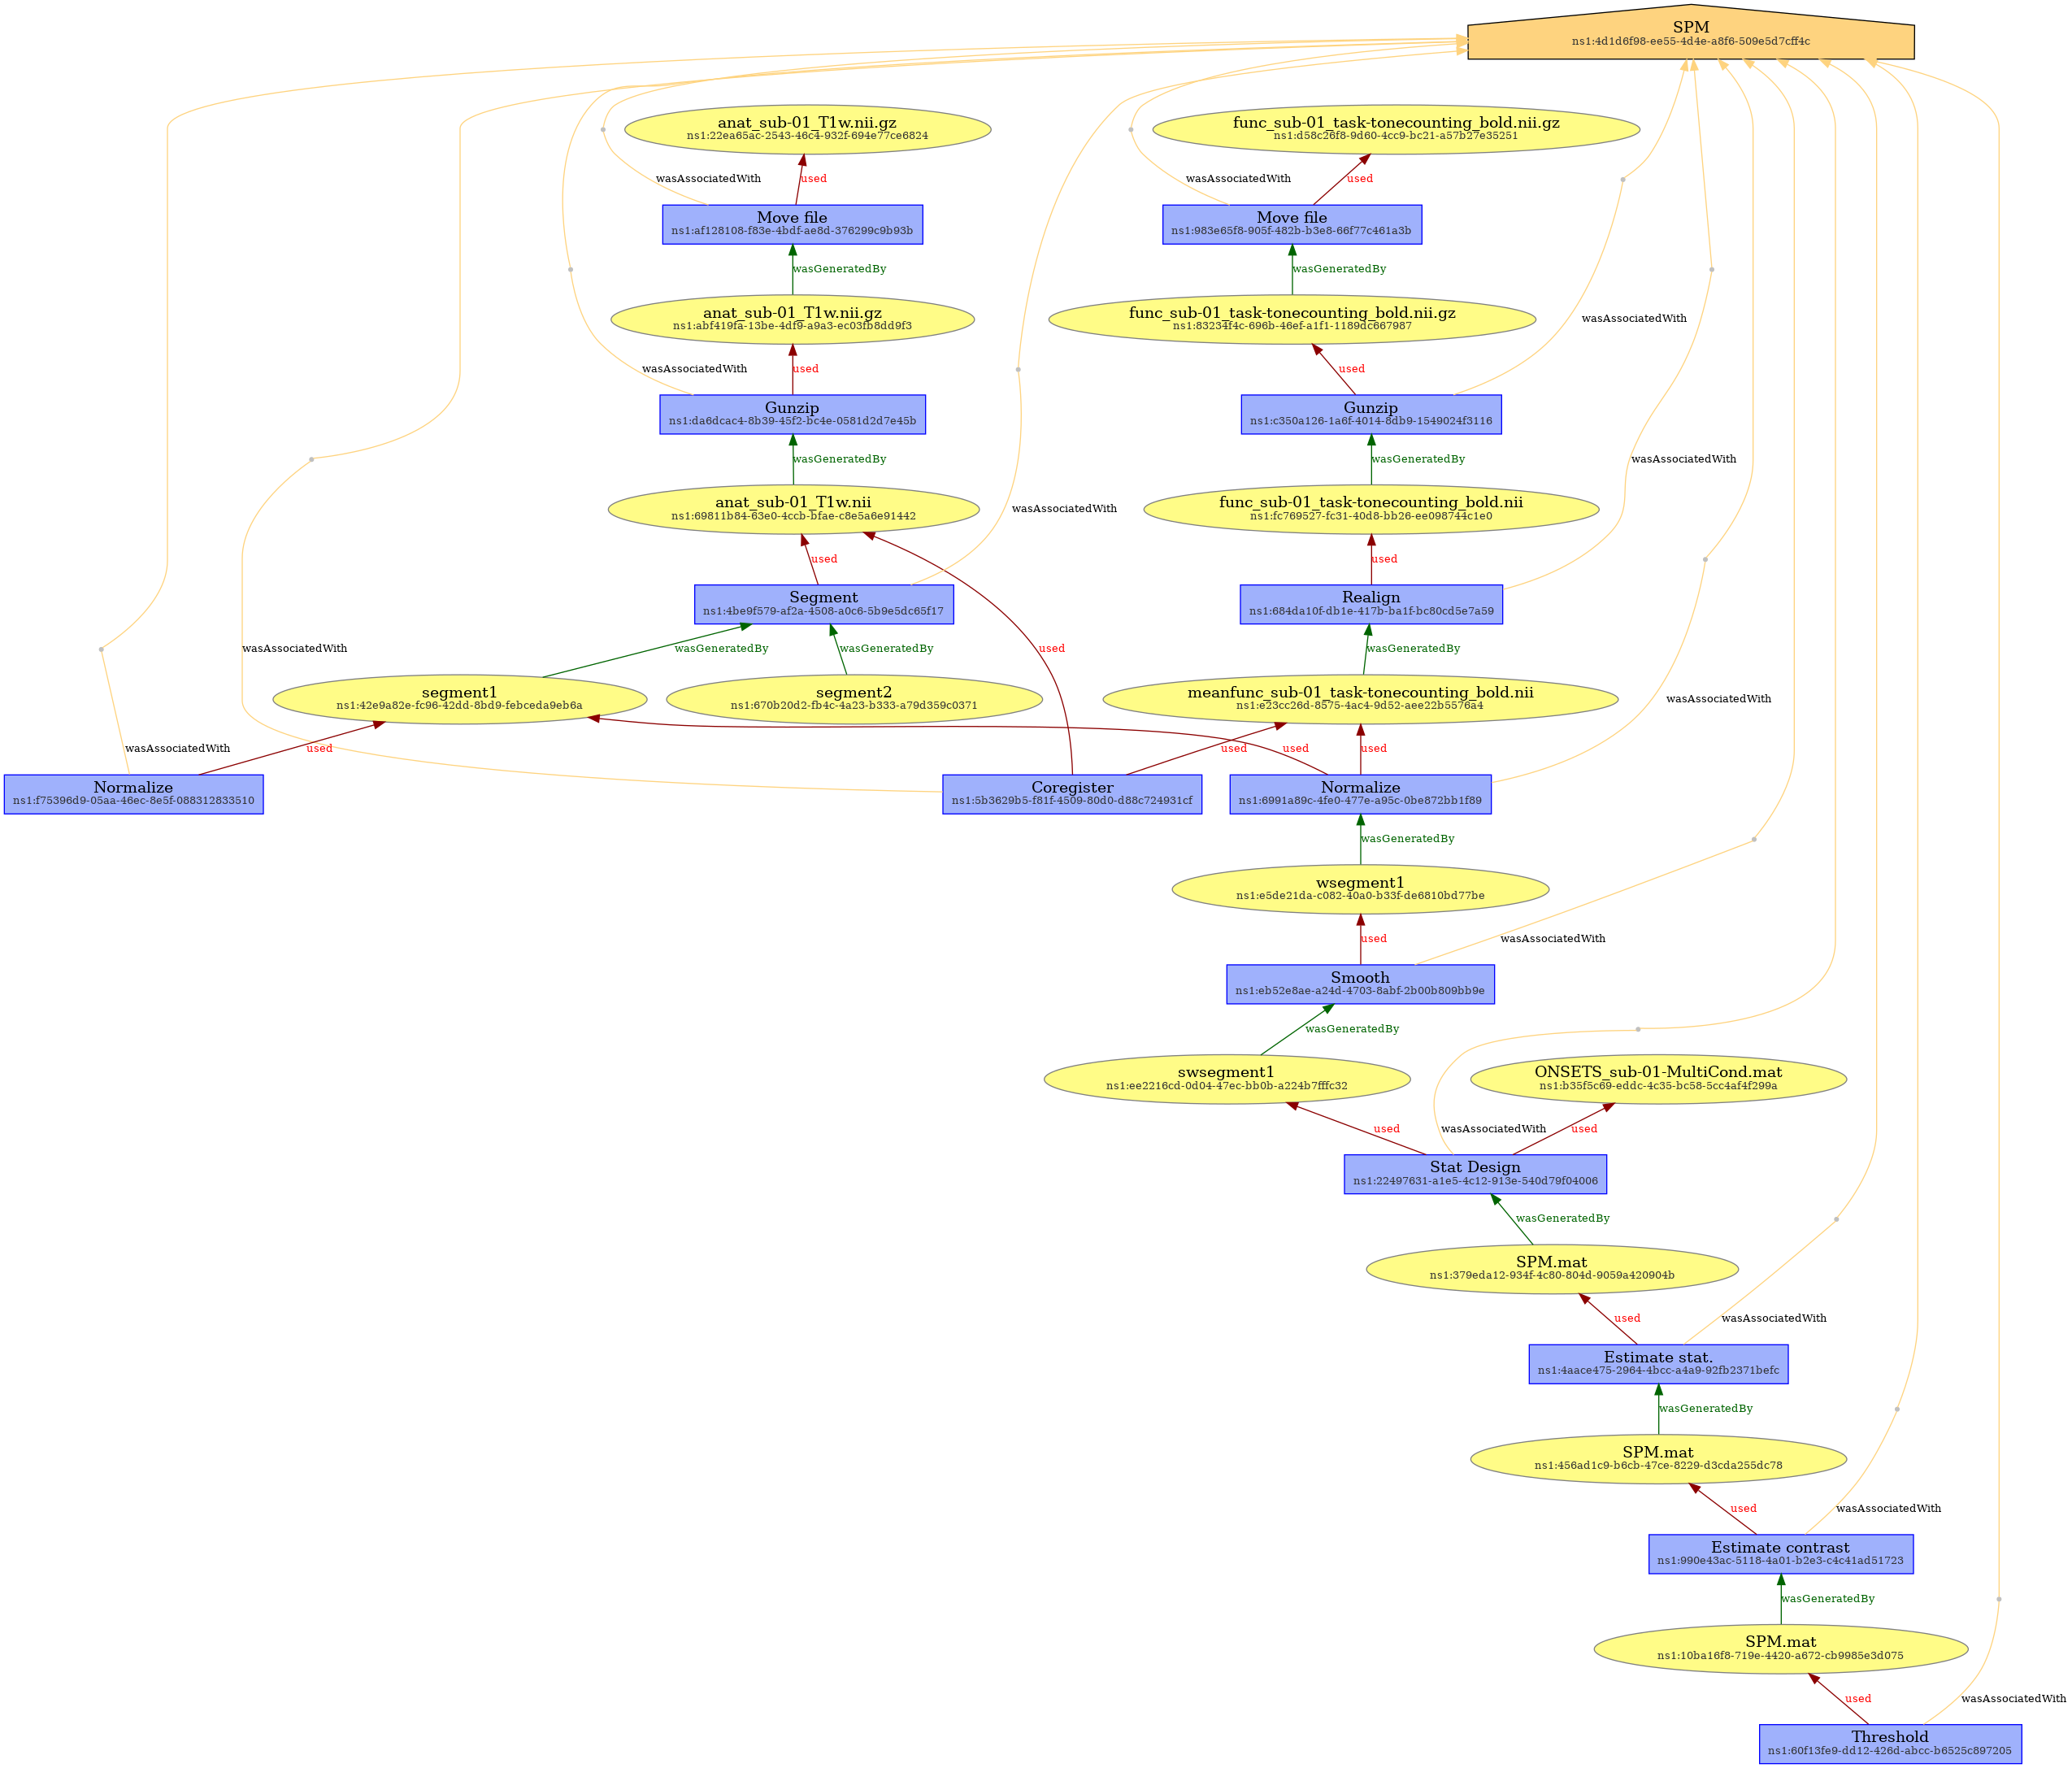 SPM
ns1:4d1d6f98-ee55-4d4e-a8f6-509e5d7cff4c
anat_sub-01_T1w.nii.gz
ns1:22ea65ac-2543-46c4-932f-694e77ce6824
func_sub-01_task-tonecounting_bold.nii.gz
ns1:d58c26f8-9d60-4cc9-bc21-a57b27e35251
wasAssociatedWith
used
wasAssociatedWith
used
Move file
ns1:af128108-f83e-4bdf-ae8d-376299c9b93b
Move file
ns1:983e65f8-905f-482b-b3e8-66f77c461a3b
wasGeneratedBy
wasGeneratedBy
anat_sub-01_T1w.nii.gz
ns1:abf419fa-13be-4df9-a9a3-ec03fb8dd9f3
func_sub-01_task-tonecounting_bold.nii.gz
ns1:83234f4c-696b-46ef-a1f1-1189dc667987
wasAssociatedWith
wasAssociatedWith
used
used
Gunzip
ns1:da6dcac4-8b39-45f2-bc4e-0581d2d7e45b
Gunzip
ns1:c350a126-1a6f-4014-8db9-1549024f3116
wasGeneratedBy
wasGeneratedBy
wasAssociatedWith
anat_sub-01_T1w.nii
ns1:69811b84-63e0-4ccb-bfae-c8e5a6e91442
wasAssociatedWith
func_sub-01_task-tonecounting_bold.nii
ns1:fc769527-fc31-40d8-bb26-ee098744c1e0
used
used
Segment
ns1:4be9f579-af2a-4508-a0c6-5b9e5dc65f17
Realign
ns1:684da10f-db1e-417b-ba1f-bc80cd5e7a59
wasAssociatedWith
wasGeneratedBy
wasGeneratedBy
used
wasGeneratedBy
segment1
ns1:42e9a82e-fc96-42dd-8bd9-febceda9eb6a
segment2
ns1:670b20d2-fb4c-4a23-b333-a79d359c0371
meanfunc_sub-01_task-tonecounting_bold.nii
ns1:e23cc26d-8575-4ac4-9d52-aee22b5576a4
wasAssociatedWith
wasAssociatedWith
used
used
used
used
Normalize
ns1:f75396d9-05aa-46ec-8e5f-088312833510
Coregister
ns1:5b3629b5-f81f-4509-80d0-d88c724931cf
Normalize
ns1:6991a89c-4fe0-477e-a95c-0be872bb1f89
wasGeneratedBy
wsegment1
ns1:e5de21da-c082-40a0-b33f-de6810bd77be
used
wasAssociatedWith
Smooth
ns1:eb52e8ae-a24d-4703-8abf-2b00b809bb9e
wasGeneratedBy
swsegment1
ns1:ee2216cd-0d04-47ec-bb0b-a224b7fffc32
ONSETS_sub-01-MultiCond.mat
ns1:b35f5c69-eddc-4c35-bc58-5cc4af4f299a
used
wasAssociatedWith
used
Stat Design
ns1:22497631-a1e5-4c12-913e-540d79f04006
wasGeneratedBy
SPM.mat
ns1:379eda12-934f-4c80-804d-9059a420904b
used
wasAssociatedWith
Estimate stat.
ns1:4aace475-2964-4bcc-a4a9-92fb2371befc
wasGeneratedBy
SPM.mat
ns1:456ad1c9-b6cb-47ce-8229-d3cda255dc78
used
wasAssociatedWith
Estimate contrast
ns1:990e43ac-5118-4a01-b2e3-c4c41ad51723
wasGeneratedBy
SPM.mat
ns1:10ba16f8-719e-4420-a672-cb9985e3d075
used
wasAssociatedWith
Threshold
ns1:60f13fe9-dd12-426d-abcc-b6525c897205